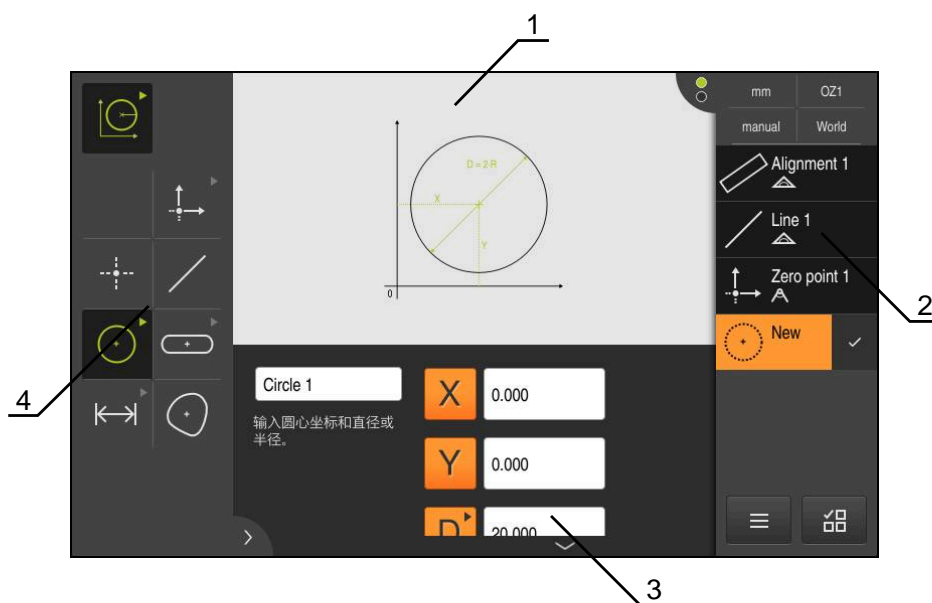 1
mm
OZ1
manual
World
D=2R
X
Y
0
Alignment 1
Line 1
2
Zero point 1
New
4
Circle 1
输入圆心坐标和直径或
半径。
X
0.000
Y
0.000
D
20.000
3